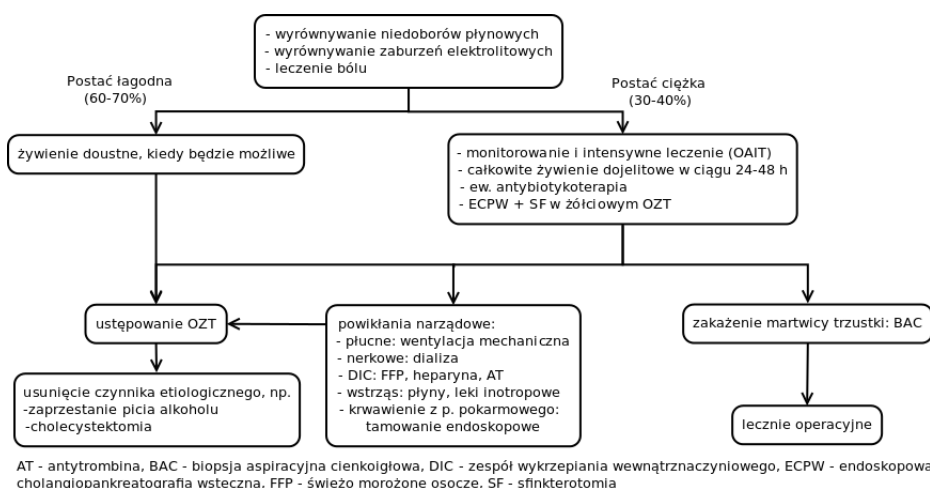 - wyrównywanie niedoborów płynowych
- wyrównywanie zaburzeń elektrolitowych
- leczenie bólu
Postać łagodna
(60-70%)
Postać ciężka
(30-40%)
żywienie doustne, kiedy będzie możliwe
- monitorowanie i intensywne leczenie (OAIT)
- całkowite żywienie dojelitowe w ciągu 24-48 h
- ew. antybiotykoterapia
- ECPW + SF w żółciowym OZT
ustępowanie OZT
powikłania narządowe:
- płucne: wentylacja mechaniczna
- nerkowe: dializa
- DIC: FFP, heparyna, AT
- wstrząs: płyny, leki inotropowe
- krwawienie z p. pokarmowego:
tamowanie endoskopowe
zakażenie martwicy trzustki: BAC
usunięcie czynnika etiologicznego, np.
-zaprzestanie picia alkoholu
-cholecystektomia
lecznie operacyjne
AT - antytrombina, BAC - biopsja aspiracyjna cienkoigłowa, DIC - zespół wykrzepiania wewnątrznaczyniowego, ECPW - endoskopowa
cholangiopankreatografia wsteczna, FFP - świeżo morożone osocze, SF - sfinkterotomia